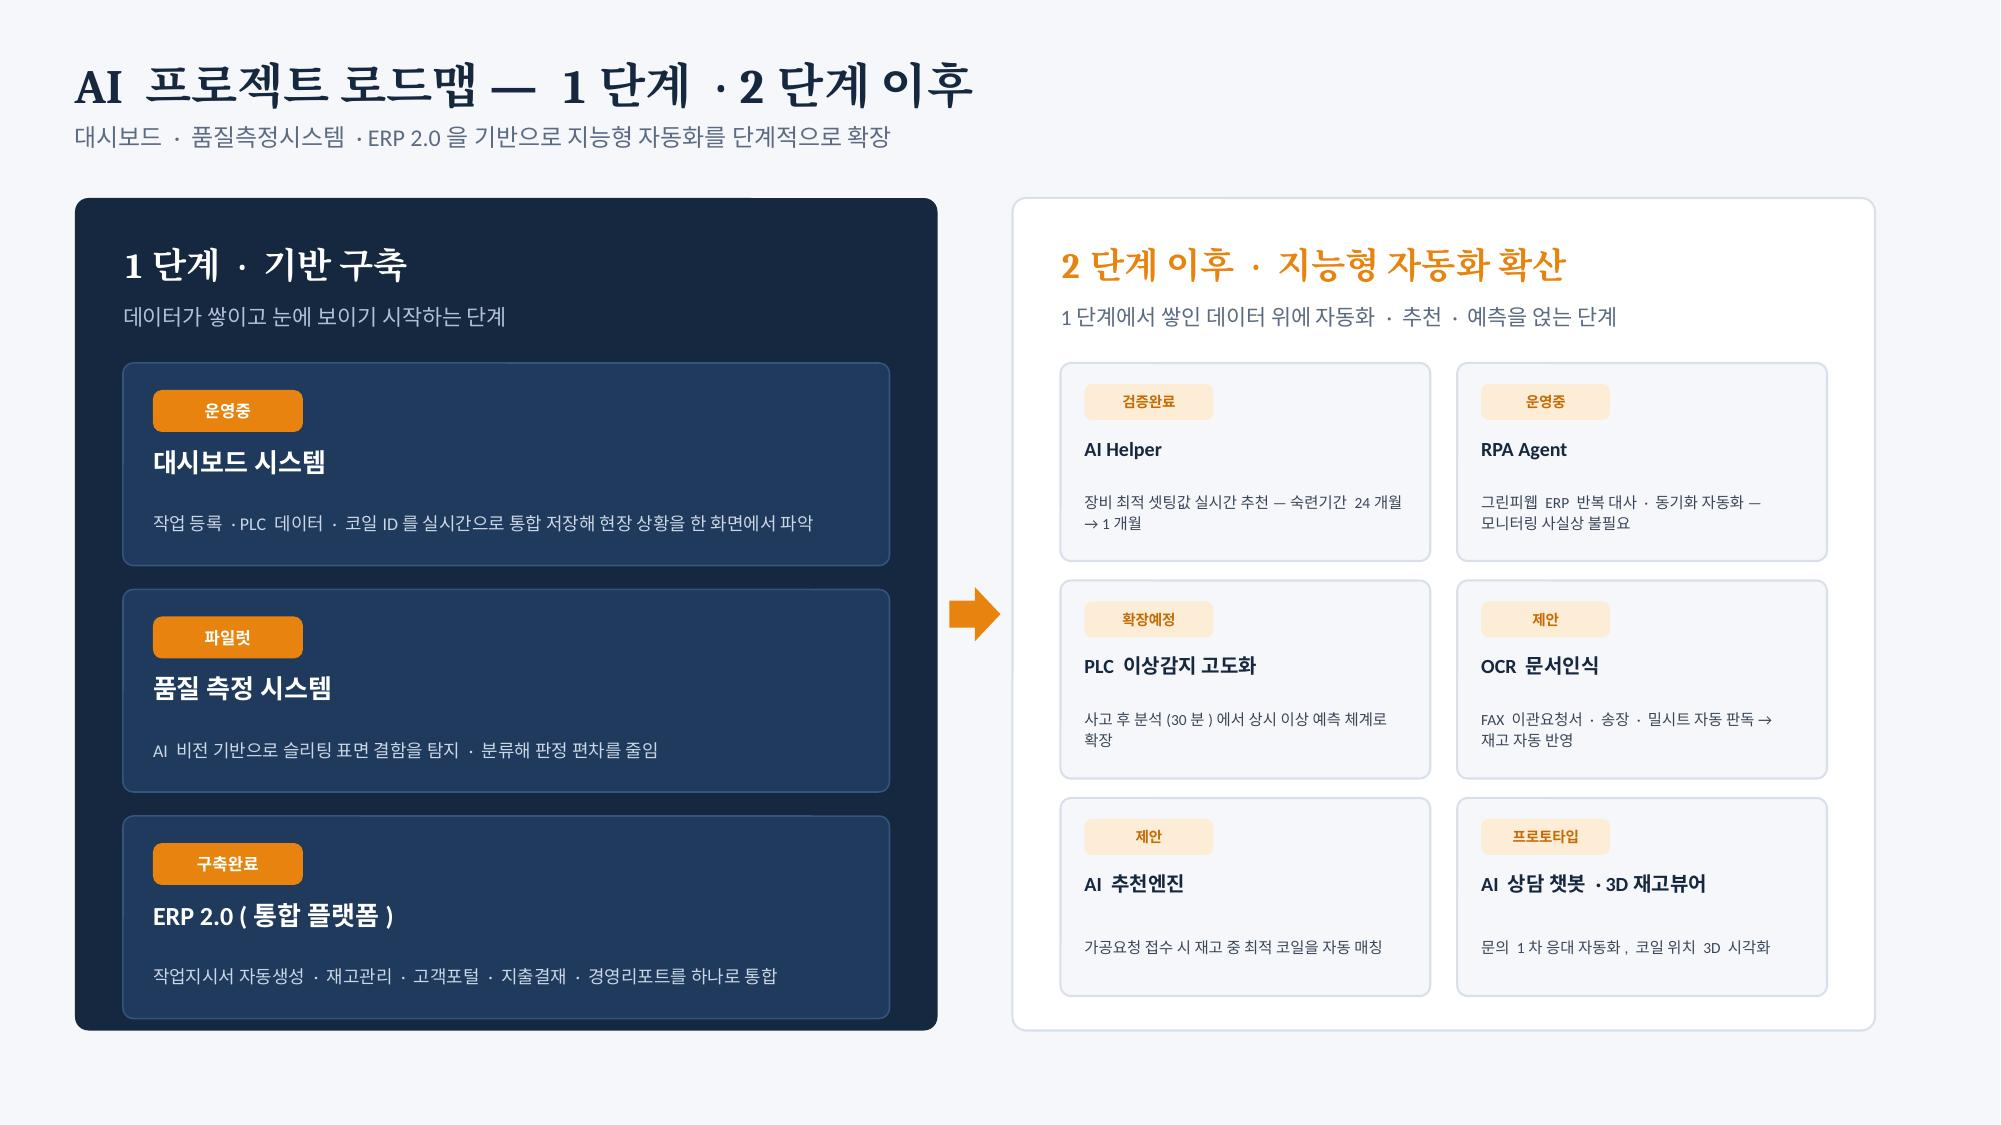 AI 프로젝트 로드맵 — 1 단계 · 2 단계 이후
대시보드 · 품질측정시스템 · ERP 2.0 을 기반으로 지능형 자동화를 단계적으로 확장
1 단계 · 기반 구축
데이터가 쌓이고 눈에 보이기 시작하는 단계
운영중
대시보드 시스템
작업 등록 · PLC 데이터 · 코일 ID 를 실시간으로 통합 저장해 현장 상황을 한 화면에서 파악
파일럿
품질 측정 시스템
AI 비전 기반으로 슬리팅 표면 결함을 탐지 · 분류해 판정 편차를 줄임
구축완료
ERP 2.0 ( 통합 플랫폼 )
작업지시서 자동생성 · 재고관리 · 고객포털 · 지출결재 · 경영리포트를 하나로 통합
2 단계 이후 · 지능형 자동화 확산
1 단계에서 쌓인 데이터 위에 자동화 · 추천 · 예측을 얹는 단계
검증완료
AI Helper
장비 최적 셋팅값 실시간 추천 — 숙련기간 24 개월
→ 1 개월
운영중
RPA Agent
그린피웹 ERP 반복 대사 · 동기화 자동화 —
모니터링 사실상 불필요
확장예정
PLC 이상감지 고도화
사고 후 분석 (30 분 ) 에서 상시 이상 예측 체계로
확장
제안
OCR 문서인식
FAX 이관요청서 · 송장 · 밀시트 자동 판독 →
재고 자동 반영
제안
AI 추천엔진
가공요청 접수 시 재고 중 최적 코일을 자동 매칭
프로토타입
AI 상담 챗봇 · 3D 재고뷰어
문의 1 차 응대 자동화 , 코일 위치 3D 시각화